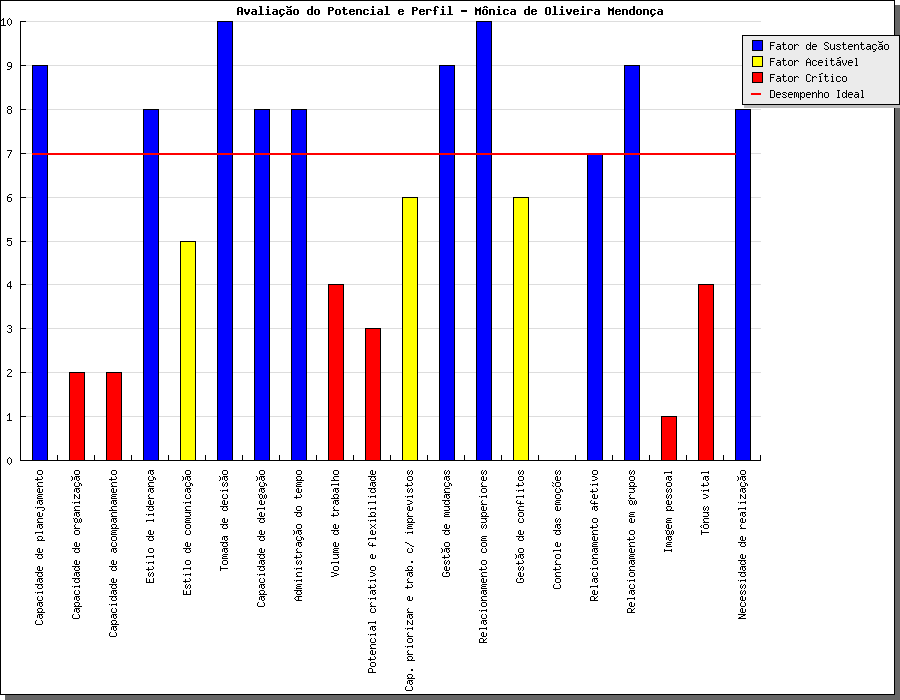 Avaliação do Potencial e Perfil - Mônica de Oliveira Mendonça
Fator de Sustentação
Fator Aceitável
Fator Crítico
Desempenho Ideal
10
9
8
7
6
5
4
3
2
1
0
Capacidade de planejamento
Capacidade de organização
Capacidade de acompanhamento
Estilo de liderança
Estilo de comunicação
Tomada de decisão
Capacidade de delegação
Administração do tempo
Volume de trabalho
Potencial criativo e flexibilidade
Cap. priorizar e trab. c/ imprevistos
Gestão de mudanças
Relacionamento com superiores
Gestão de conflitos
Controle das emoções
Relacionamento afetivo
Relacionamento em grupos
Imagem pessoal
Tônus vital
Necessidade de realização